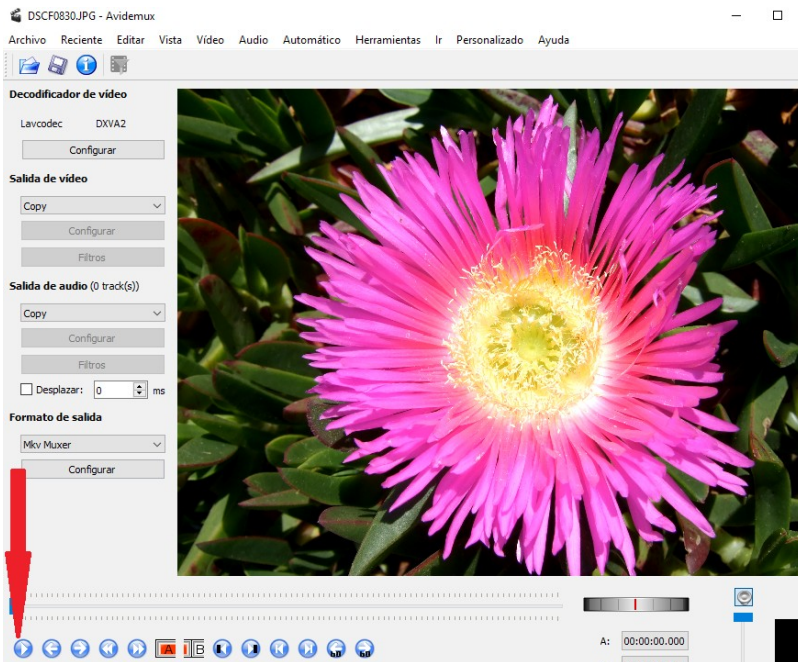 DSCF0830.JPG - Avidemux
Archivo Reciente Editar Vista Vídeo Audio Automático Herramientas Ir Personalizado Ayuda
Decodificador de vídeo
Lavcodec DXVA2
Configurar
Salida de vídeo
Copy
Configurar
Filtros
Salida de audio (0 track(s))
Copy
Configurar
Filtros
Desplazar: 0 ms
Formato de salida
Mkv Muxer
Configurar
A B 60 60
A: 00:00:00.000